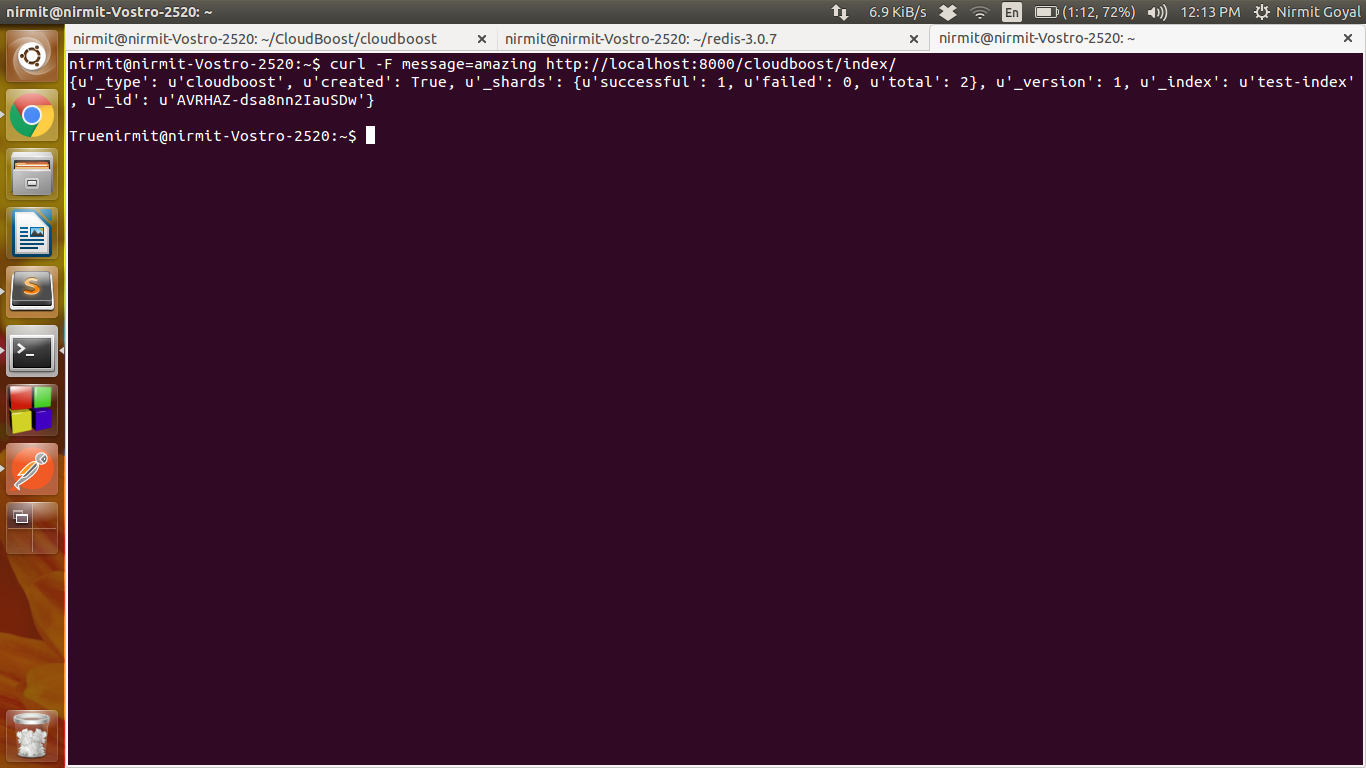 nirmit@nirmit-Vostro-2520: ~
6.9 KiB/s
En
(1:12, 72%)
12:13 PM
Nirmit Goyal
nirmit@nirmit-Vostro-2520: ~/CloudBoost/cloudboost
nirmit@nirmit-Vostro-2520: ~/redis-3.0.7
nirmit@nirmit-Vostro-2520: ~
nirmit@nirmit-Vostro-2520:~$ curl -F message=amazing http://localhost:8000/cloudboost/index/
{u'_type': u'cloudboost', u'created': True, u'_shards': {u'successful': 1, u'failed': 0, u'total': 2}, u'_version': 1, u'_index': u'test-index'
, u'_id': u'AVRHAZ-dsa8nn2IauSDw'}
Truenirmit@nirmit-Vostro-2520:~$